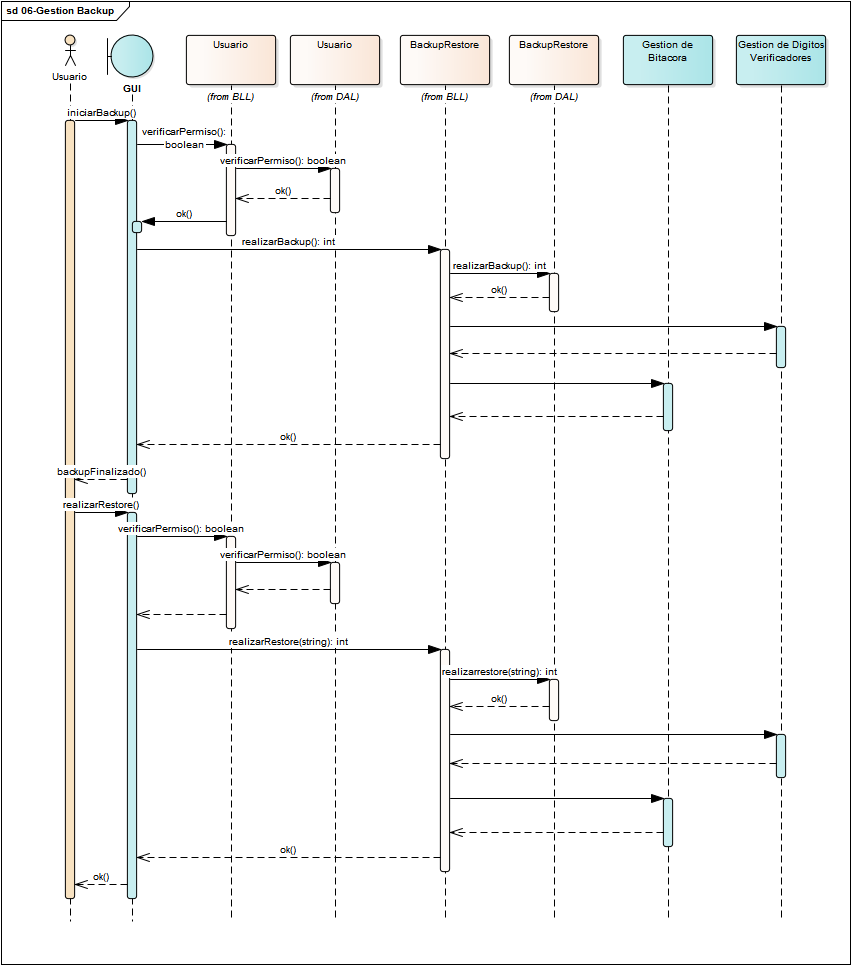 sd 06-Gestion Backup
Usuario
GUI
Usuario
(from BLL)
Usuario
(from DAL)
BackupRestore
(from BLL)
BackupRestore
(from DAL)
Gestion de
Bitacora
Gestion de Digitos
Verificadores
iniciarBackup()
verificarPermiso():
boolean
verificarPermiso(): boolean
ok()
ok()
realizarBackup(): int
realizarBackup(): int
ok()
ok()
backupFinalizado()
realizarRestore()
verificarPermiso(): boolean
verificarPermiso(): boolean
realizarRestore(string): int
realizarrestore(string): int
ok()
ok()
ok()